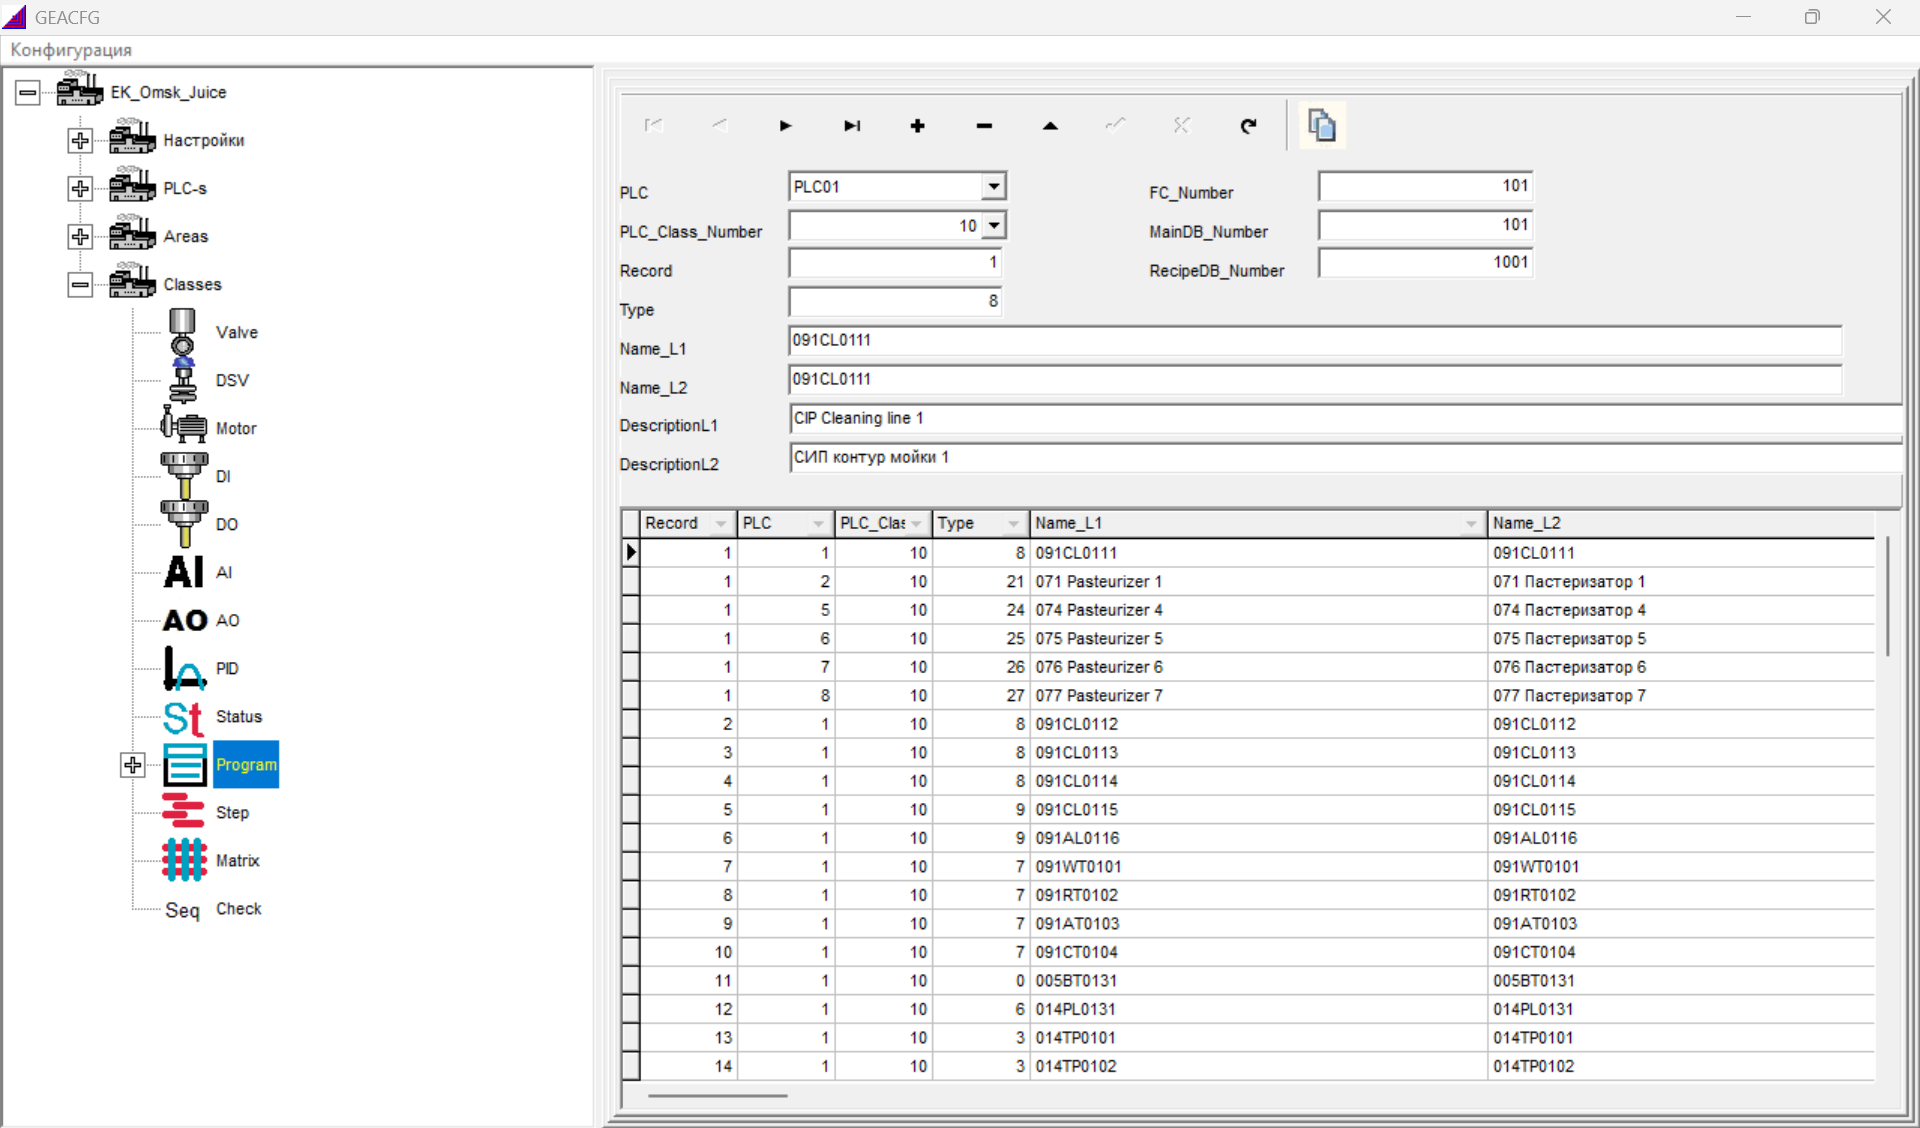 GEACFG
Конфигурация
EK_Omsk_Juice
Настройки
PLC-s
Areas
Classes
Valve
DSV
Motor
DI
DO
AI AI
AO AO
PID
St Status
Program
Step
Matrix
Seq Check
PLC PLC01 FC_Number 101
PLC_Class_Number 10 MainDB_Number 101
Record 1 RecipeDB_Number 1001
Type 8
Name_L1 091CL0111
Name_L2 091CL0111
DescriptionL1 CIP Cleaning line 1
DescriptionL2 СИП контур мойки 1
Record PLC PLC_Clas Type Name_L1 Name_L2
1 1 10 8 091CL0111 091CL0111
1 2 10 21 071 Pasteurizer 1 071 Пастеризатор 1
1 5 10 24 074 Pasteurizer 4 074 Пастеризатор 4
1 6 10 25 075 Pasteurizer 5 075 Пастеризатор 5
1 7 10 26 076 Pasteurizer 6 076 Пастеризатор 6
1 8 10 27 077 Pasteurizer 7 077 Пастеризатор 7
2 1 10 8 091CL0112 091CL0112
3 1 10 8 091CL0113 091CL0113
4 1 10 8 091CL0114 091CL0114
5 1 10 9 091CL0115 091CL0115
6 1 10 9 091AL0116 091AL0116
7 1 10 7 091WT0101 091WT0101
8 1 10 7 091RT0102 091RT0102
9 1 10 7 091AT0103 091AT0103
10 1 10 7 091CT0104 091CT0104
11 1 10 0 005BT0131 005BT0131
12 1 10 6 014PL0131 014PL0131
13 1 10 3 014TP0101 014TP0101
14 1 10 3 014TP0102 014TP0102